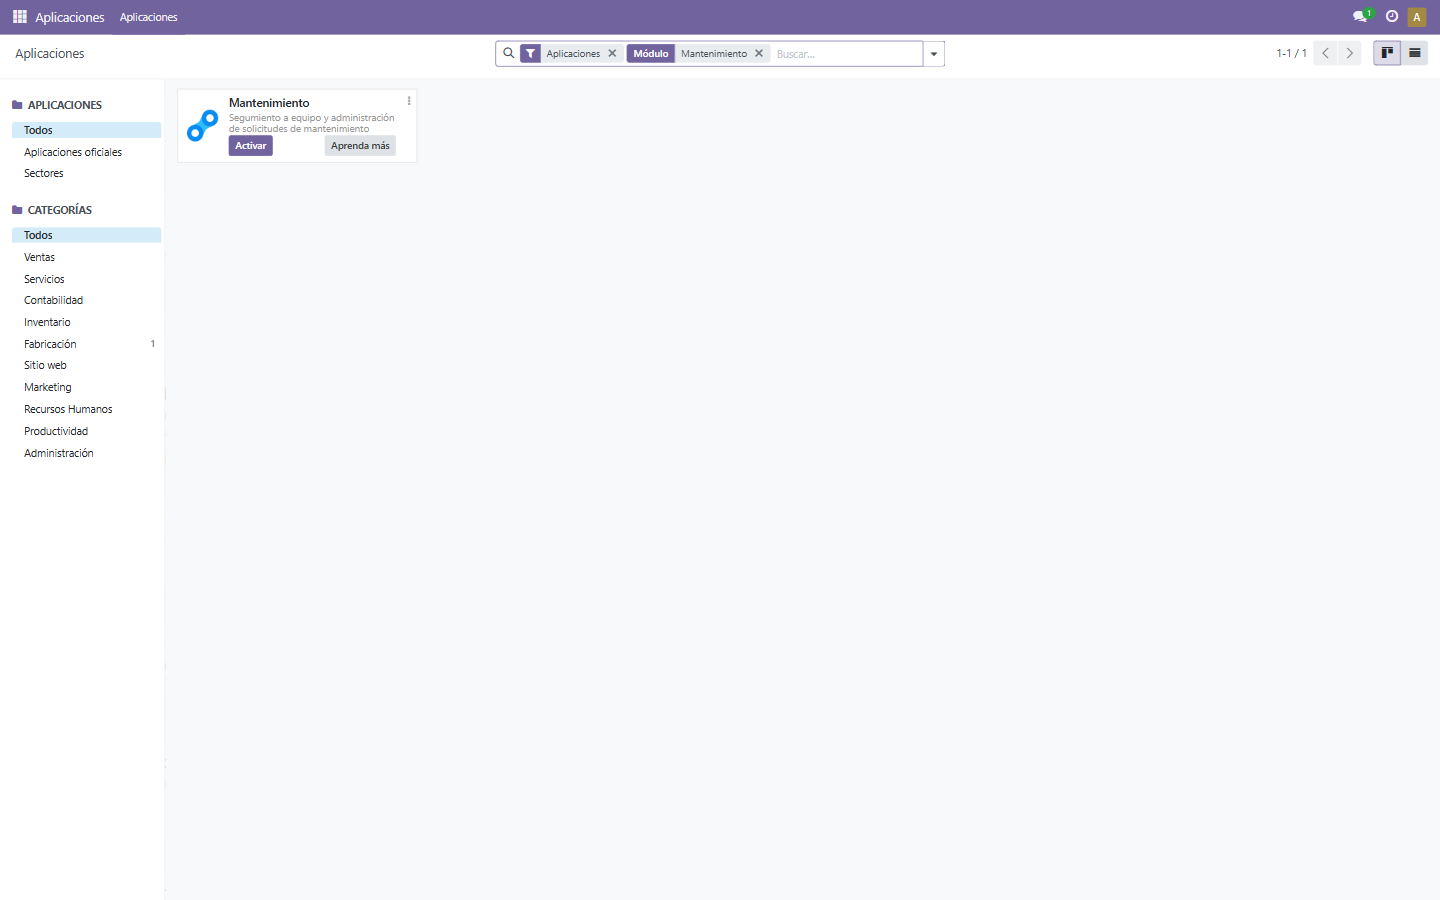 Aplicaciones Aplicaciones 1 A
Aplicaciones Aplicaciones Módulo Mantenimiento Buscar... 1-1 / 1
APLICACIONES
Todos
Aplicaciones oficiales
Sectores
CATEGORÍAS
Todos
Ventas
Servicios
Contabilidad
Inventario
Fabricación 1
Sitio web
Marketing
Recursos Humanos
Productividad
Administración
Mantenimiento
Segumiento a equipo y administración
de solicitudes de mantenimiento
Activar Aprenda más